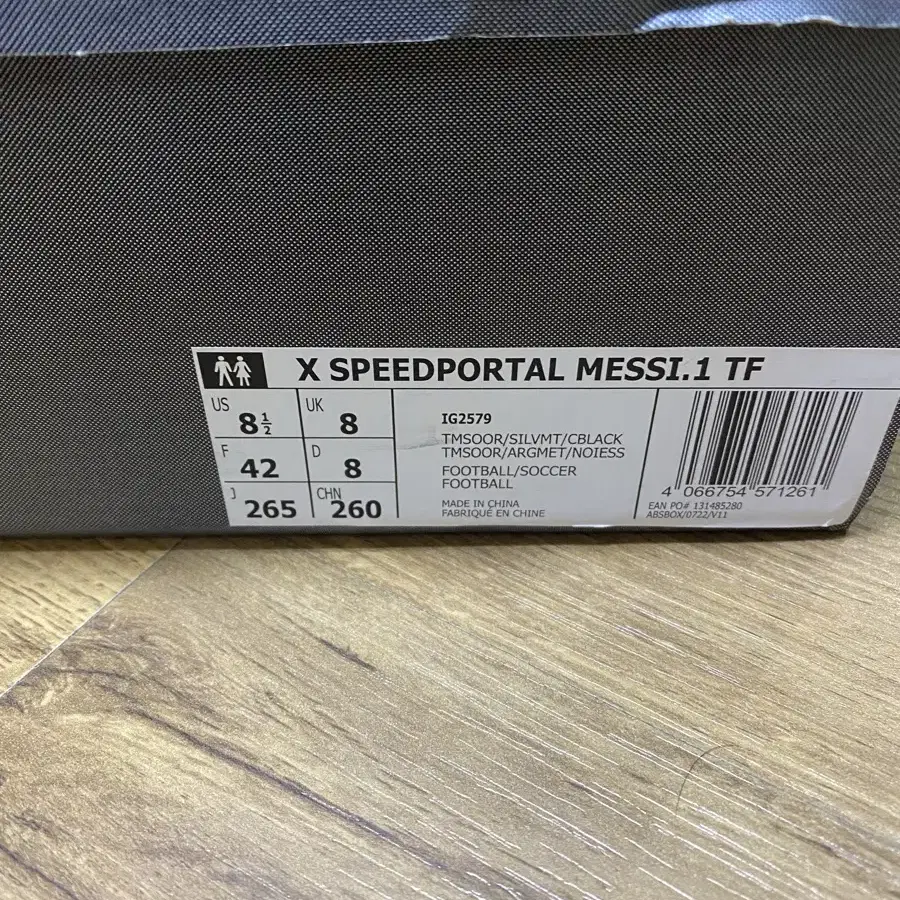 X SPEEDPORTAL MESSI.1 TF
US 8½ UK 8
F 42 D 8
J 265 CHN 260
IG2579
TMSOOR/SILVMT/CBLACK
TMSOOR/ARGMET/NOIESS
FOOTBALL/SOCCER
FOOTBALL
MADE IN CHINA
FABRIQUÉ EN CHINE
4 066754 571261
EAN PO# 131485280
ABSBOX/0722/V11